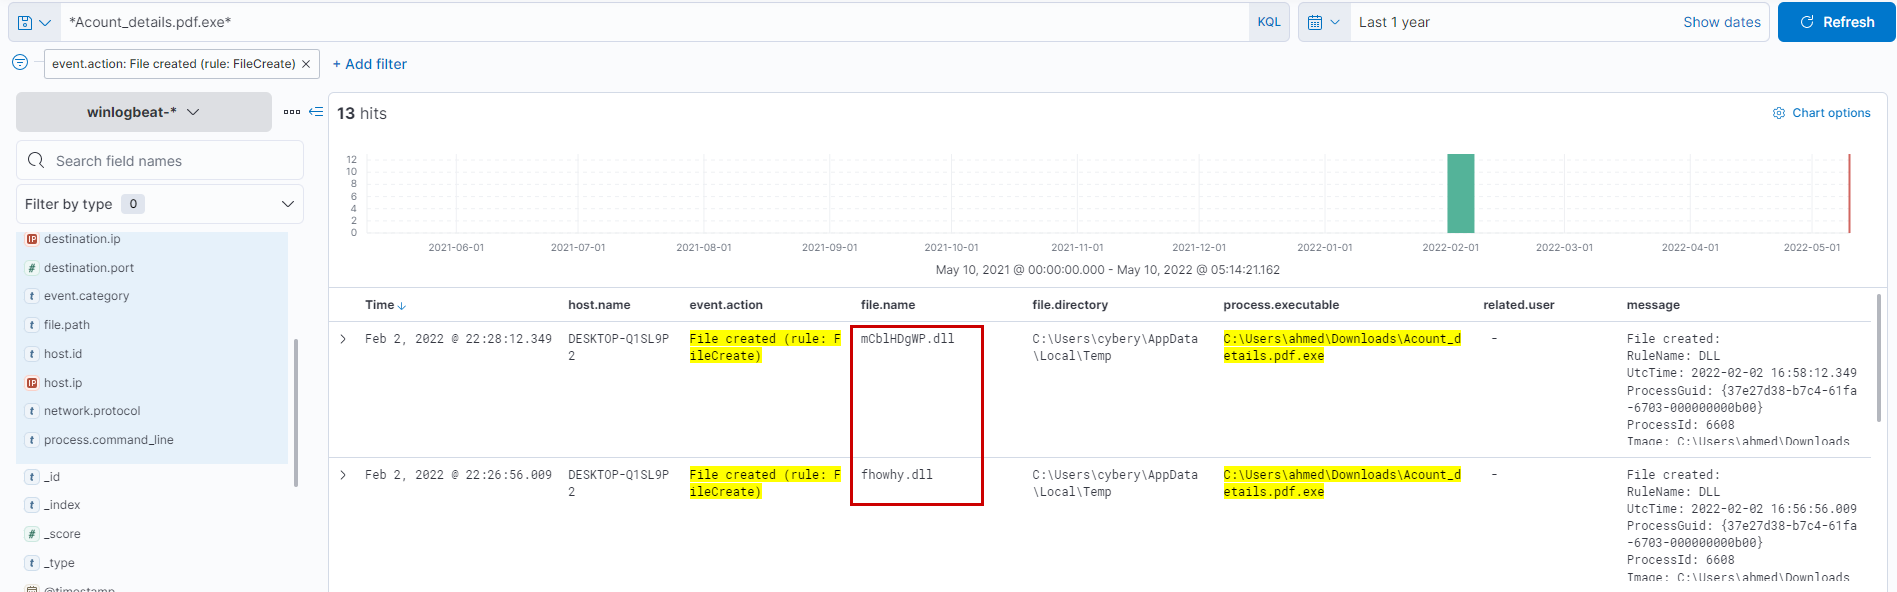 *Acount_details.pdf.exe*
KQL
Last 1 year
Show dates
Refresh
event.action: File created (rule: FileCreate) ×
+ Add filter
winlogbeat-*
Search field names
Filter by type 0
destination.ip
destination.port
event.category
file.path
host.id
host.ip
network.protocol
process.command_line
_id
_index
_score
_type
@timestamp
13 hits
Chart options
12
10
8
6
4
2
0
2021-06-01 2021-07-01 2021-08-01 2021-09-01 2021-10-01 2021-11-01 2021-12-01 2022-01-01 2022-02-01 2022-03-01 2022-04-01 2022-05-01
May 10, 2021 @ 00:00:00.000 - May 10, 2022 @ 05:14:21.162
Time host.name event.action file.name file.directory process.executable related.user message
Feb 2, 2022 @ 22:28:12.349 DESKTOP-Q1SL9P File created (rule: F mCblHDgWP.dll C:\Users\cybery\AppData C:\Users\ahmed\Downloads\Acount_d - File created:
2 ileCreate) \Local\Temp etails.pdf.exe RuleName: DLL
UtcTime: 2022-02-02 16:58:12.349
ProcessGuid: {37e27d38-b7c4-61fa
-6703-000000000b00}
ProcessId: 6608
Image: C:\Users\ahmed\Downloads
Feb 2, 2022 @ 22:26:56.009 DESKTOP-Q1SL9P File created (rule: F fhowhy.dll C:\Users\cybery\AppData C:\Users\ahmed\Downloads\Acount_d - File created:
2 ileCreate) \Local\Temp etails.pdf.exe RuleName: DLL
UtcTime: 2022-02-02 16:56:56.009
ProcessGuid: {37e27d38-b7c4-61fa
-6703-000000000b00}
ProcessId: 6608
Image: C:\Users\ahmed\Downloads